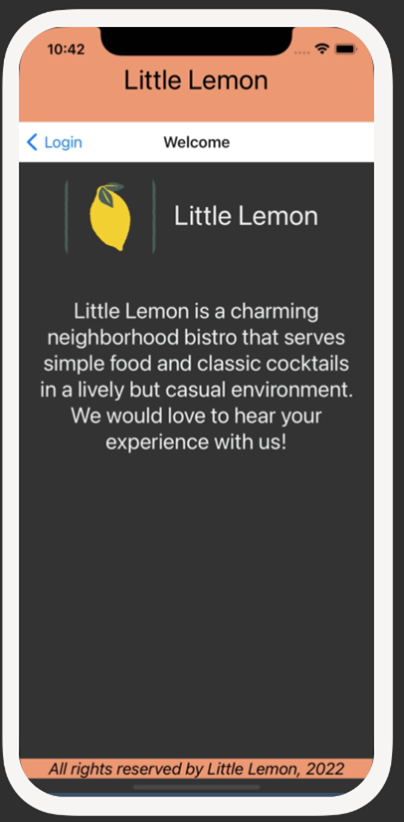 10:42
Little Lemon
Login
Welcome
Little Lemon
Little Lemon is a charming
neighborhood bistro that serves
simple food and classic cocktails
in a lively but casual environment.
We would love to hear your
experience with us!
All rights reserved by Little Lemon, 2022